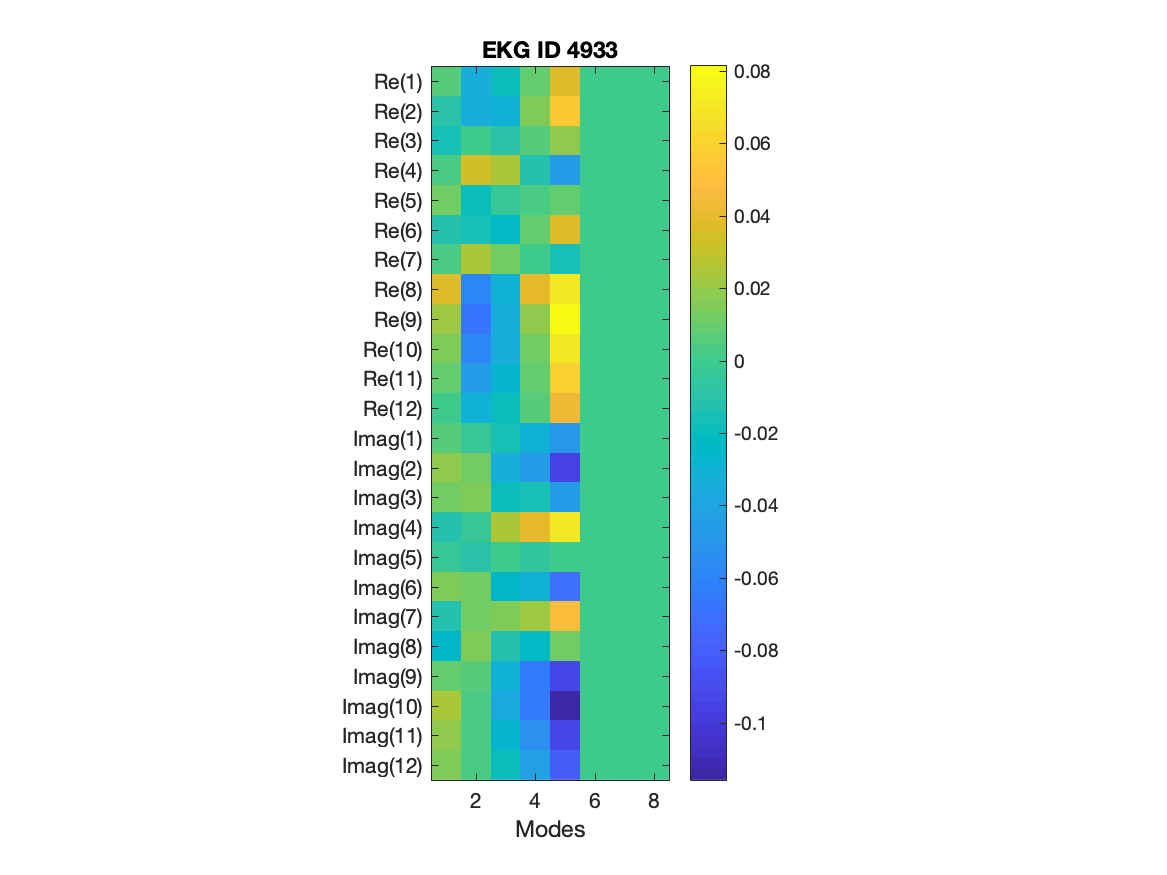 EKG ID 4933
Re(1)
Re(2)
Re(3)
Re(4)
Re(5)
Re(6)
Re(7)
Re(8)
Re(9)
Re(10)
Re(11)
Re(12)
Imag(1)
Imag(2)
Imag(3)
Imag(4)
Imag(5)
Imag(6)
Imag(7)
Imag(8)
Imag(9)
Imag(10)
Imag(11)
Imag(12)
2 4 6 8
Modes
0.08
0.06
0.04
0.02
0
-0.02
-0.04
-0.06
-0.08
-0.1